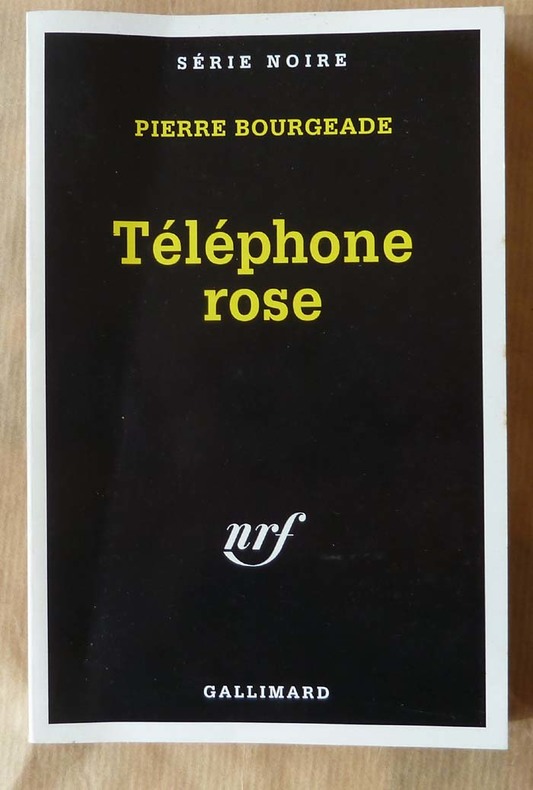 SÉRIE NOIRE
PIERRE BOURGEADE
Téléphone
rose
nrf
GALLIMARD